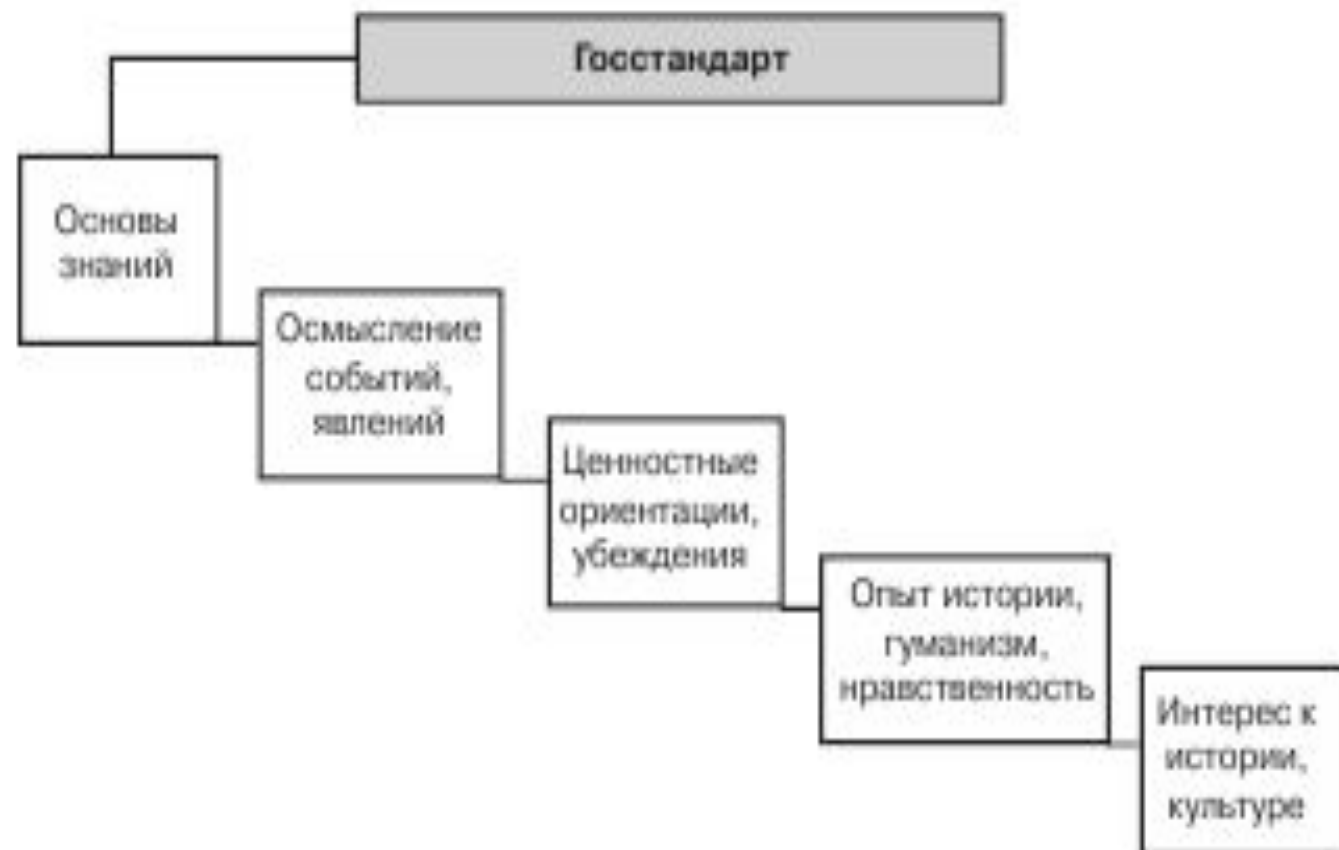 Госстандарт
Основы
знаний
Осмысление
событий,
явлений
Ценностные
ориентации,
убеждения
Опыт истории,
гуманизм,
нравственность
Интерес к
истории,
культуре